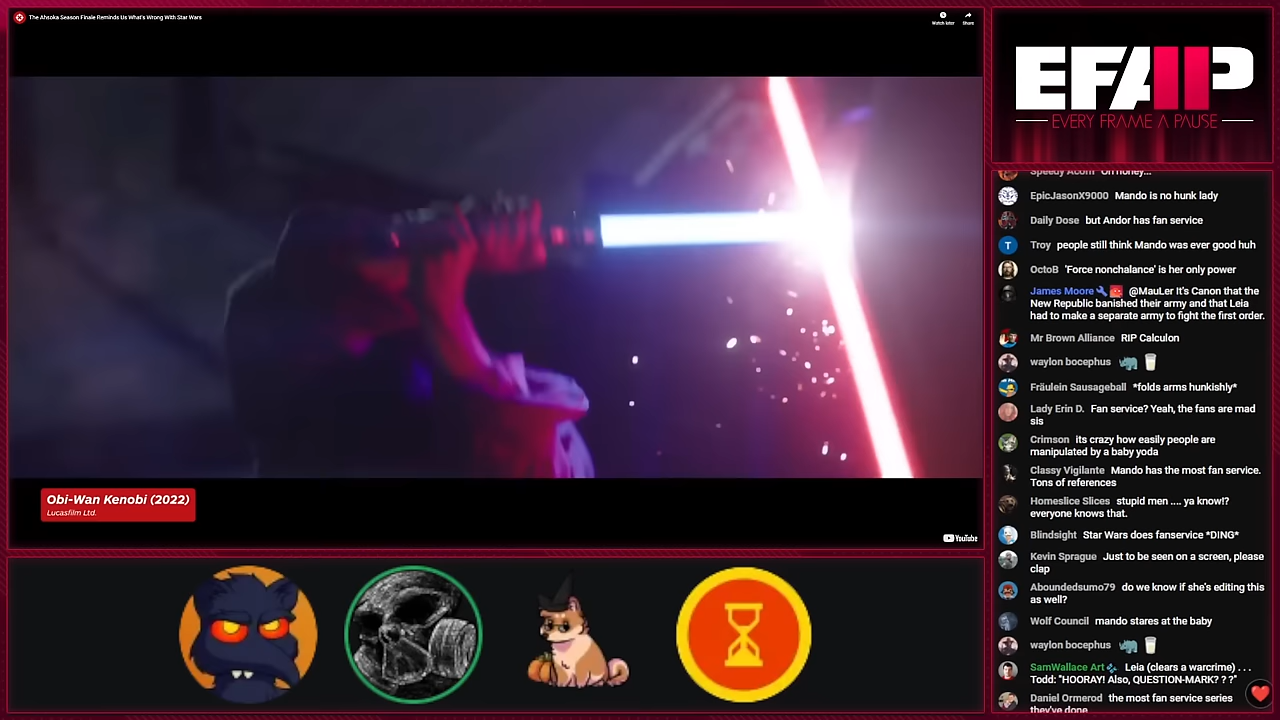 The Ahsoka Season Finale Reminds Us What's Wrong With Star Wars
Watch later
Share
Obi-Wan Kenobi (2022)
Lucasfilm Ltd.
YouTube
EFAP
EVERY FRAME A PAUSE
Speedy Acorn Oh honey...
EpicJasonX9000 Mando is no hunk lady
Daily Dose but Andor has fan service
T
Troy people still think Mando was ever good huh
OctoB 'Force nonchalance' is her only power
James Moore @MauLer It's Canon that the
New Republic banished their army and that Leia
had to make a separate army to fight the first order.
Mr Brown Alliance RIP Calculon
waylon bocephus
Fräulein Sausageball *folds arms hunkishly*
Lady Erin D. Fan service? Yeah, the fans are mad
sis
Crimson its crazy how easily people are
manipulated by a baby yoda
Classy Vigilante Mando has the most fan service.
Tons of references
Homeslice Slices stupid men .... ya know!?
everyone knows that.
Blindsight Star Wars does fanservice *DING*
Kevin Sprague Just to be seen on a screen, please
clap
Aboundedsumo79 do we know if she's editing this
as well?
Wolf Council mando stares at the baby
waylon bocephus
SamWallace Art Leia (clears a warcrime) . . .
Todd: "HOORAY! Also, QUESTION-MARK? ? ?"
Daniel Ormerod the most fan service series
they've done